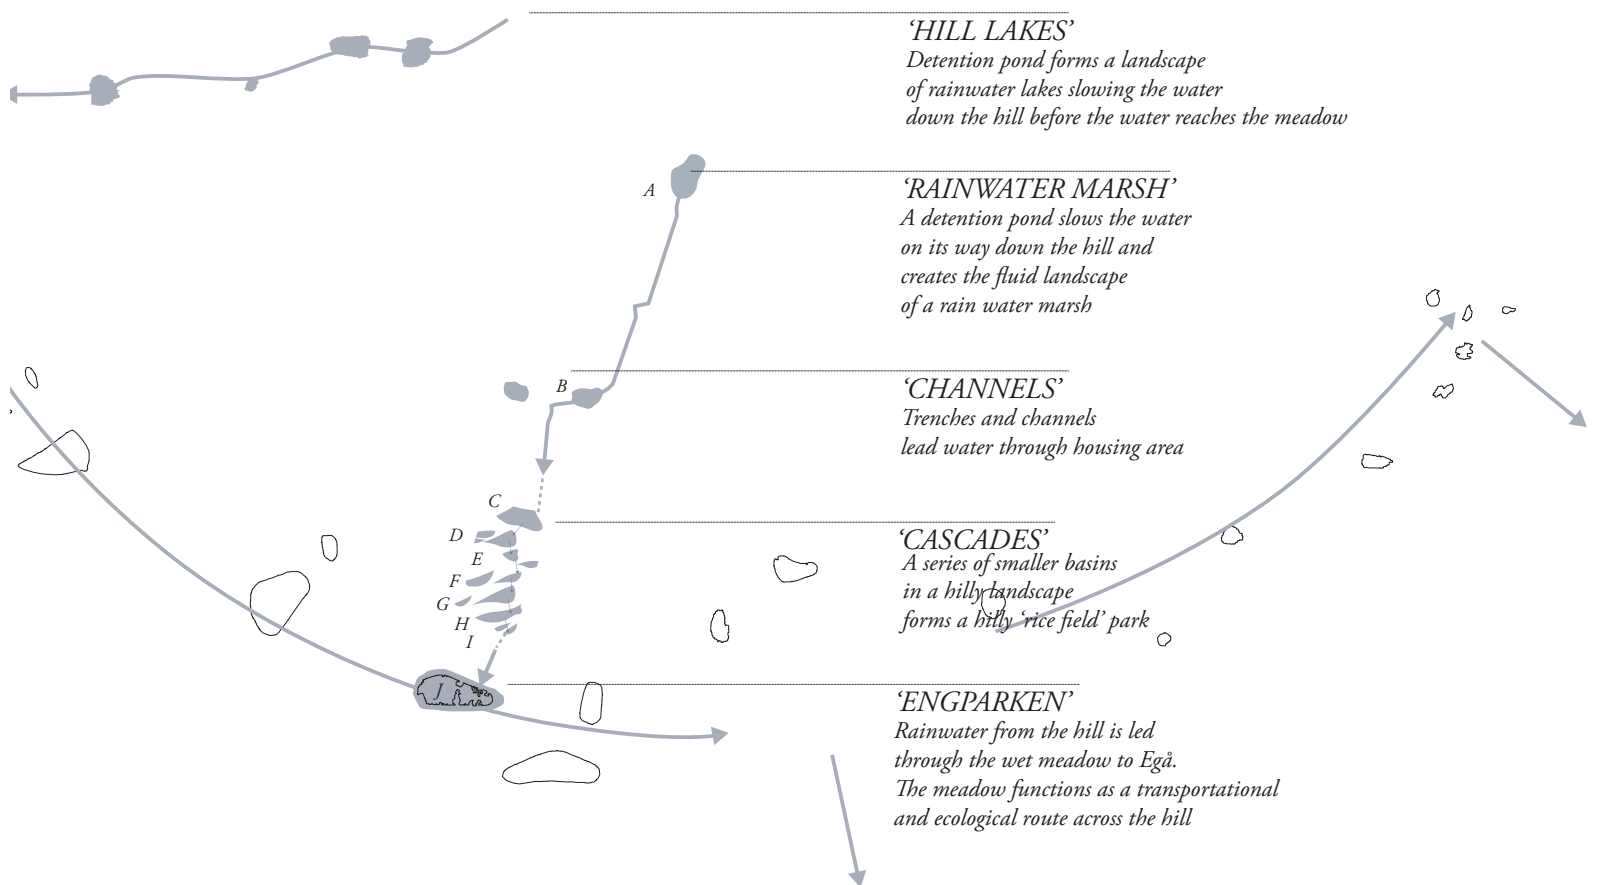 ‘HILL LAKES’
Detention pond forms a landscape
of rainwater lakes slowing the water
down the hill before the water reaches the meadow
A
‘RAINWATER MARSH’
A detention pond slows the water
on its way down the hill and
creates the fluid landscape
of a rain water marsh
B
‘CHANNELS’
Trenches and channels
lead water through housing area
C
D
E
F
G
H
I
‘CASCADES’
A series of smaller basins
in a hilly landscape
forms a hilly ‘rice field’ park
J
‘ENGPARKEN’
Rainwater from the hill is led
through the wet meadow to Egå.
The meadow functions as a transportational
and ecological route across the hill